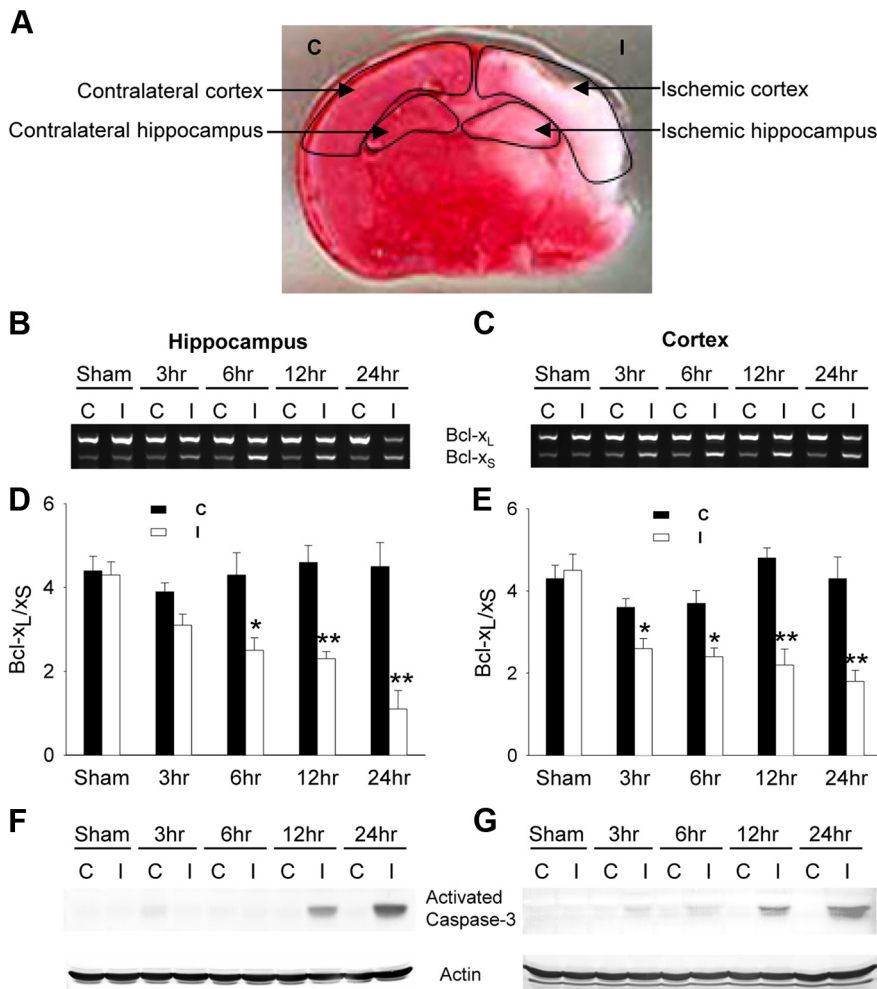 A
C I
Contralateral cortex
Ischemic cortex
Contralateral hippocampus
Ischemic hippocampus
B
Hippocampus
Sham 3hr 6hr 12hr 24hr
C I C I C I C I C I
Bcl-xL
Bcl-xS
C
Cortex
Sham 3hr 6hr 12hr 24hr
C I C I C I C I C I
D
Bcl-xL/xS
6
4
2
0
C
I
*
**
**
Sham 3hr 6hr 12hr 24hr
E
Bcl-xL/xS
6
4
2
0
C
I
*
*
**
**
Sham 3hr 6hr 12hr 24hr
F
Sham 3hr 6hr 12hr 24hr
C I C I C I C I C I
Activated
Caspase-3
Actin
G
Sham 3hr 6hr 12hr 24hr
C I C I C I C I C I